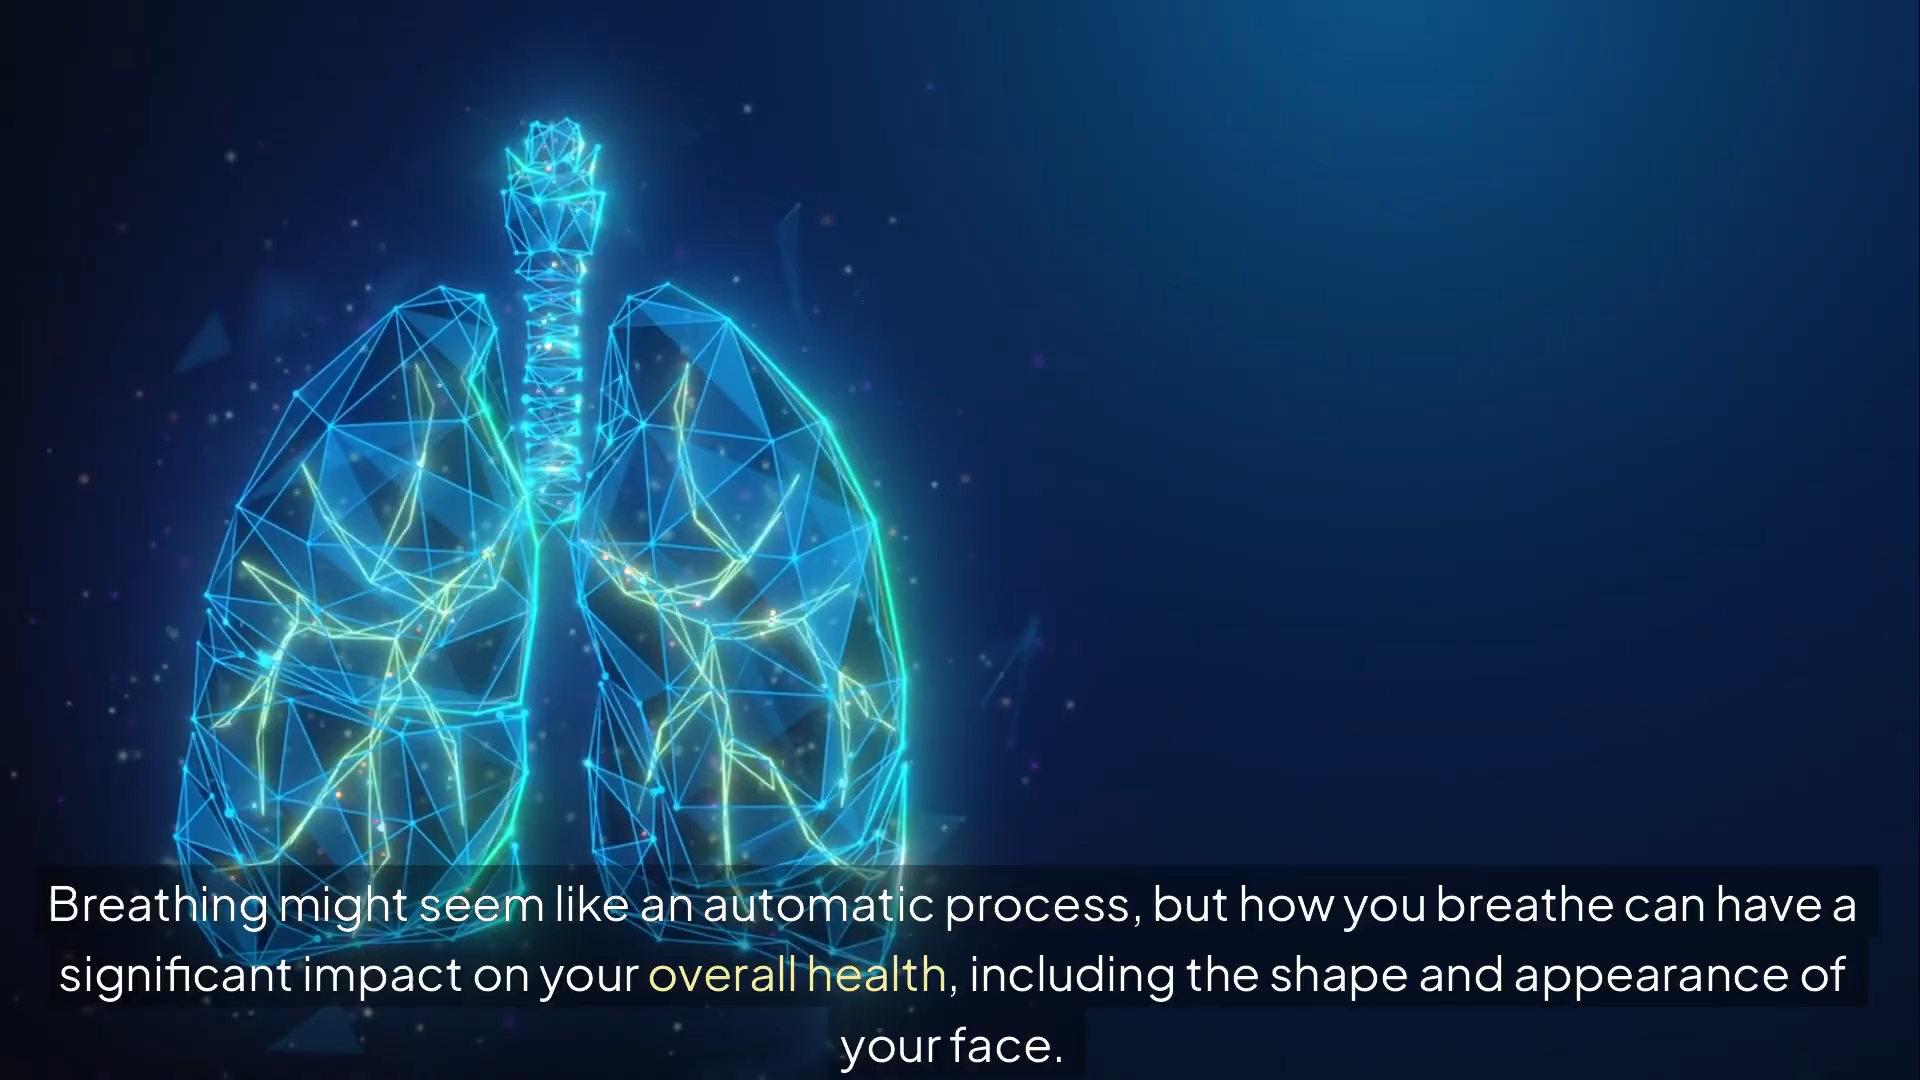 Breathing might seem like an automatic process, but how you breathe can have a
significant impact on your overall health, including the shape and appearance of
your face.